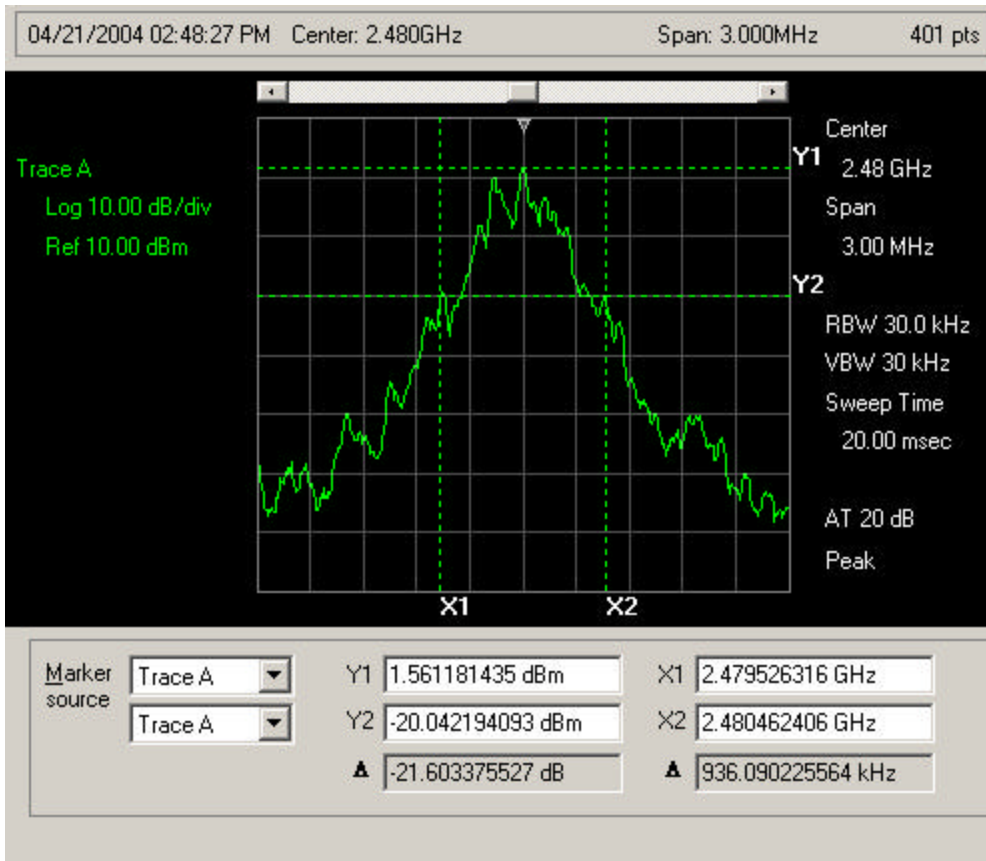 04/21/2004 02:48:27 PM Center: 2.480GHz Span: 3.000MHz 401 pts
Trace A
Log 10.00 dB/div
Ref 10.00 dBm
Y1
Y2
X1 X2
Center
2.48 GHz
Span
3.00 MHz
RBW 30.0 kHz
VBW 30 kHz
Sweep Time
20.00 msec
AT 20 dB
Peak
Marker source
Trace A
Trace A
Y1 1.561181435 dBm
Y2 -20.042194093 dBm
Δ -21.603375527 dB
X1 2.479526316 GHz
X2 2.480462406 GHz
Δ 936.090225564 kHz